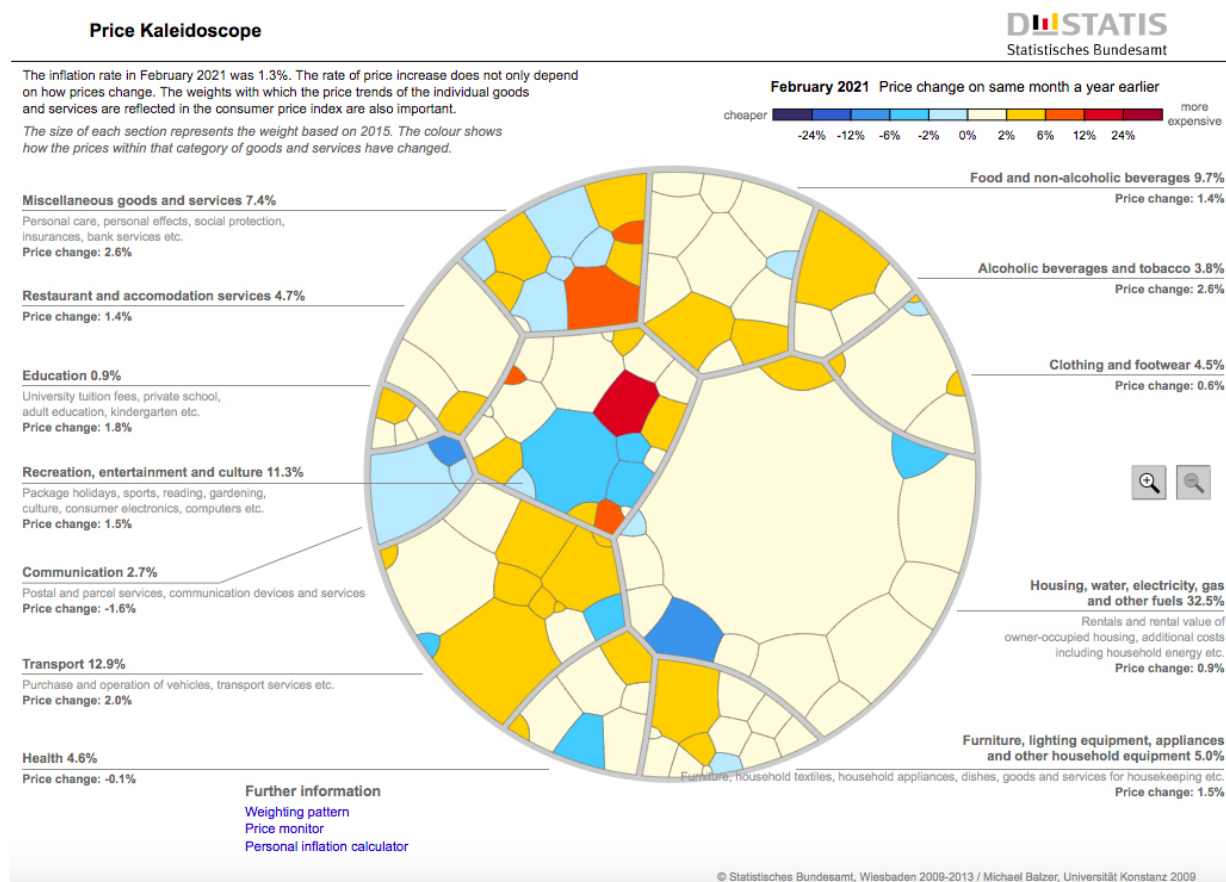 Price Kaleidoscope
DESTATIS
Statistisches Bundesamt
The inflation rate in February 2021 was 1.3%. The rate of price increase does not only depend
on how prices change. The weights with which the price trends of the individual goods
and services are reflected in the consumer price index are also important.
The size of each section represents the weight based on 2015. The colour shows
how the prices within that category of goods and services have changed.
February 2021 Price change on same month a year earlier
cheaper
more
expensive
-24% -12% -6% -2% 0% 2% 6% 12% 24%
Miscellaneous goods and services 7.4%
Personal care, personal effects, social protection,
insurances, bank services etc.
Price change: 2.6%
Restaurant and accomodation services 4.7%
Price change: 1.4%
Education 0.9%
University tuition fees, private school,
adult education, kindergarten etc.
Price change: 1.8%
Recreation, entertainment and culture 11.3%
Package holidays, sports, reading, gardening,
culture, consumer electronics, computers etc.
Price change: 1.5%
Communication 2.7%
Postal and parcel services, communication devices and services
Price change: -1.6%
Transport 12.9%
Purchase and operation of vehicles, transport services etc.
Price change: 2.0%
Health 4.6%
Price change: -0.1%
Food and non-alcoholic beverages 9.7%
Price change: 1.4%
Alcoholic beverages and tobacco 3.8%
Price change: 2.6%
Clothing and footwear 4.5%
Price change: 0.6%
Housing, water, electricity, gas
and other fuels 32.5%
Rentals and rental value of
owner-occupied housing, additional costs
including household energy etc.
Price change: 0.9%
Furniture, lighting equipment, appliances
and other household equipment 5.0%
Furniture, household textiles, household appliances, dishes, goods and services for housekeeping etc.
Price change: 1.5%
Further information
Weighting pattern
Price monitor
Personal inflation calculator
© Statistisches Bundesamt, Wiesbaden 2009-2013 / Michael Balzer, Universität Konstanz 2009